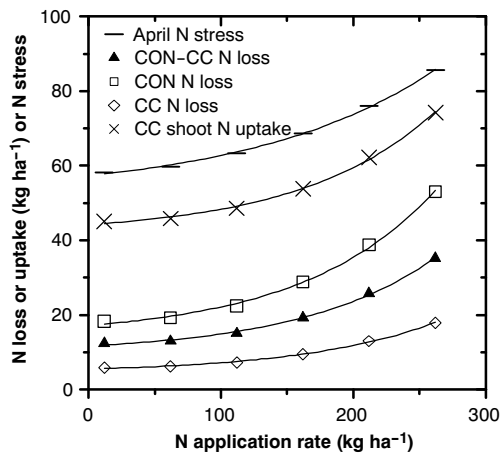 100
80
60
40
20
0
N loss or uptake (kg ha⁻¹) or N stress
April N stress
CON–CC N loss
CON N loss
CC N loss
CC shoot N uptake
0 100 200 300
N application rate (kg ha⁻¹)